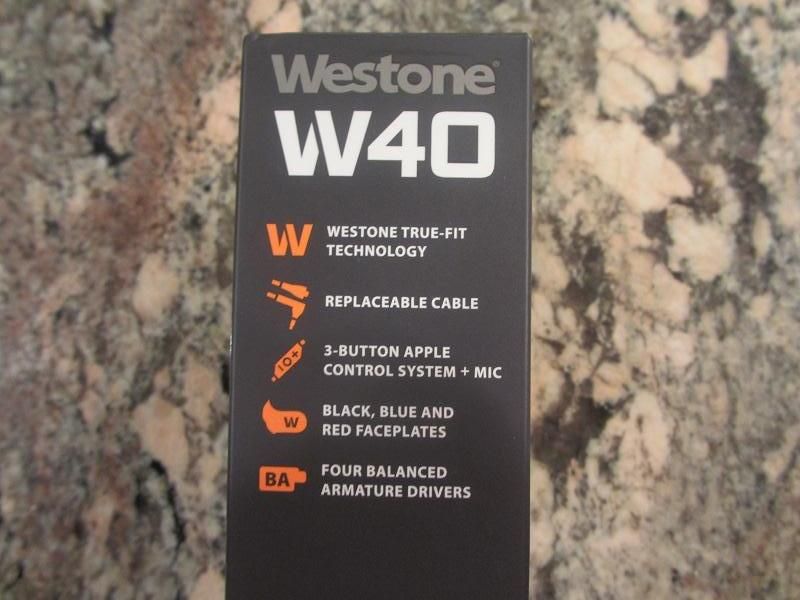 Westone®
W40
W WESTONE TRUE-FIT
TECHNOLOGY
REPLACEABLE CABLE
3-BUTTON APPLE
CONTROL SYSTEM + MIC
BLACK, BLUE AND
W
RED FACEPLATES
FOUR BALANCED
BA
ARMATURE DRIVERS